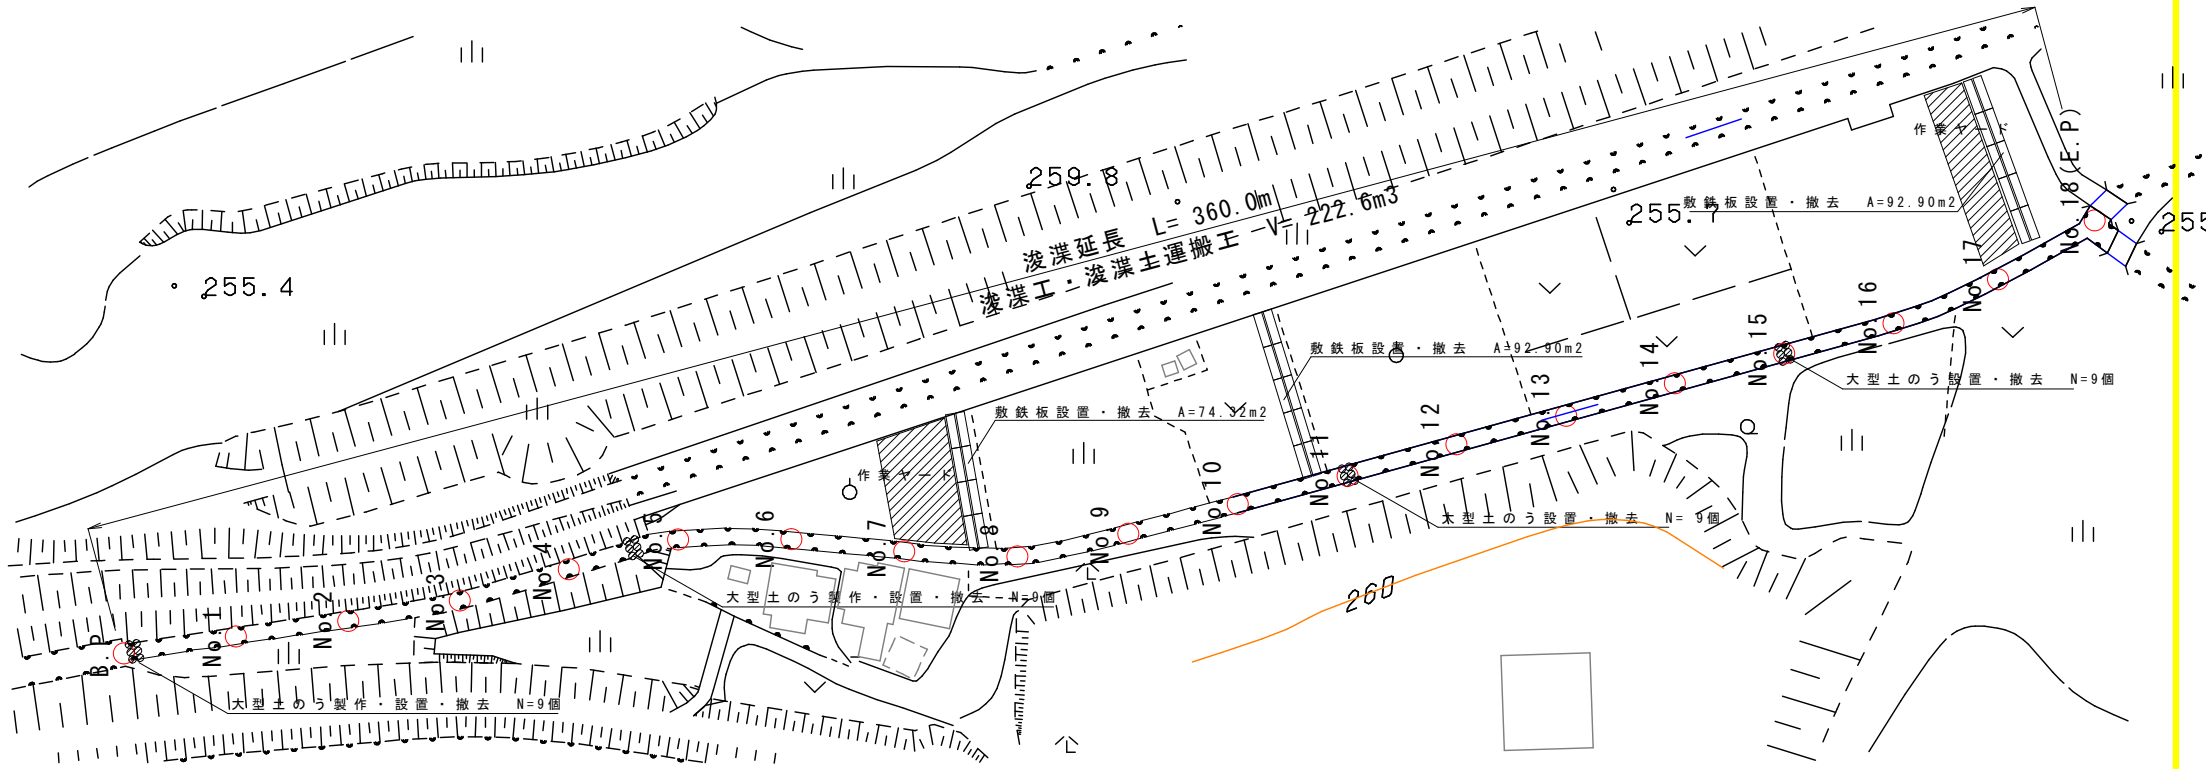 259.8
浚渫延長 L= 360.0m
浚渫工・浚渫土運搬工 V= 222.6m3
255.4
255.7
作業ヤード
敷鉄板設置・撤去 A=92.90m2
No.18(E.P)
255
敷鉄板設置・撤去 A=92.90m2
敷鉄板設置・撤去 A=74.32m2
作業ヤード
大型土のう設置・撤去 N=9個
大型土のう設置・撤去 N= 9個
大型土のう製作・設置・撤去 N=9個
大型土のう製作・設置・撤去 N=9個
B.P
No.1
No.2
No.3
No.4
No.5
No.6
No.7
No.8
No.9
No.10
No.11
No.12
No.13
No.14
No.15
No.16
No.17
260